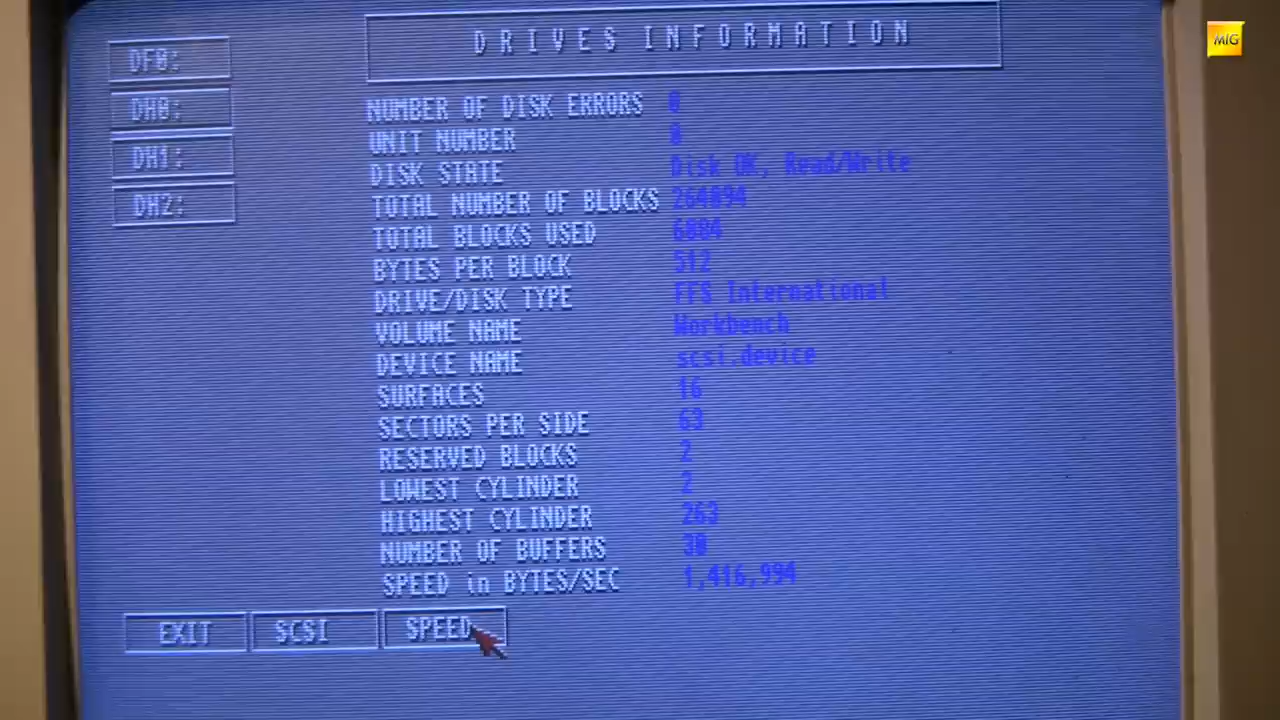 DRIVES INFORMATION
DF0:
DH0:
DH1:
DH2:
NUMBER OF DISK ERRORS 0
UNIT NUMBER 0
DISK STATE Disk OK, Read/Write
TOTAL NUMBER OF BLOCKS 264094
TOTAL BLOCKS USED
BYTES PER BLOCK 512
DRIVE/DISK TYPE FFS International
VOLUME NAME Workbench
DEVICE NAME scsi.device
SURFACES 16
SECTORS PER SIDE 63
RESERVED BLOCKS 2
LOWEST CYLINDER 2
HIGHEST CYLINDER 263
NUMBER OF BUFFERS 30
SPEED in BYTES/SEC 1,416,994
EXIT SCSI SPEED
MIG